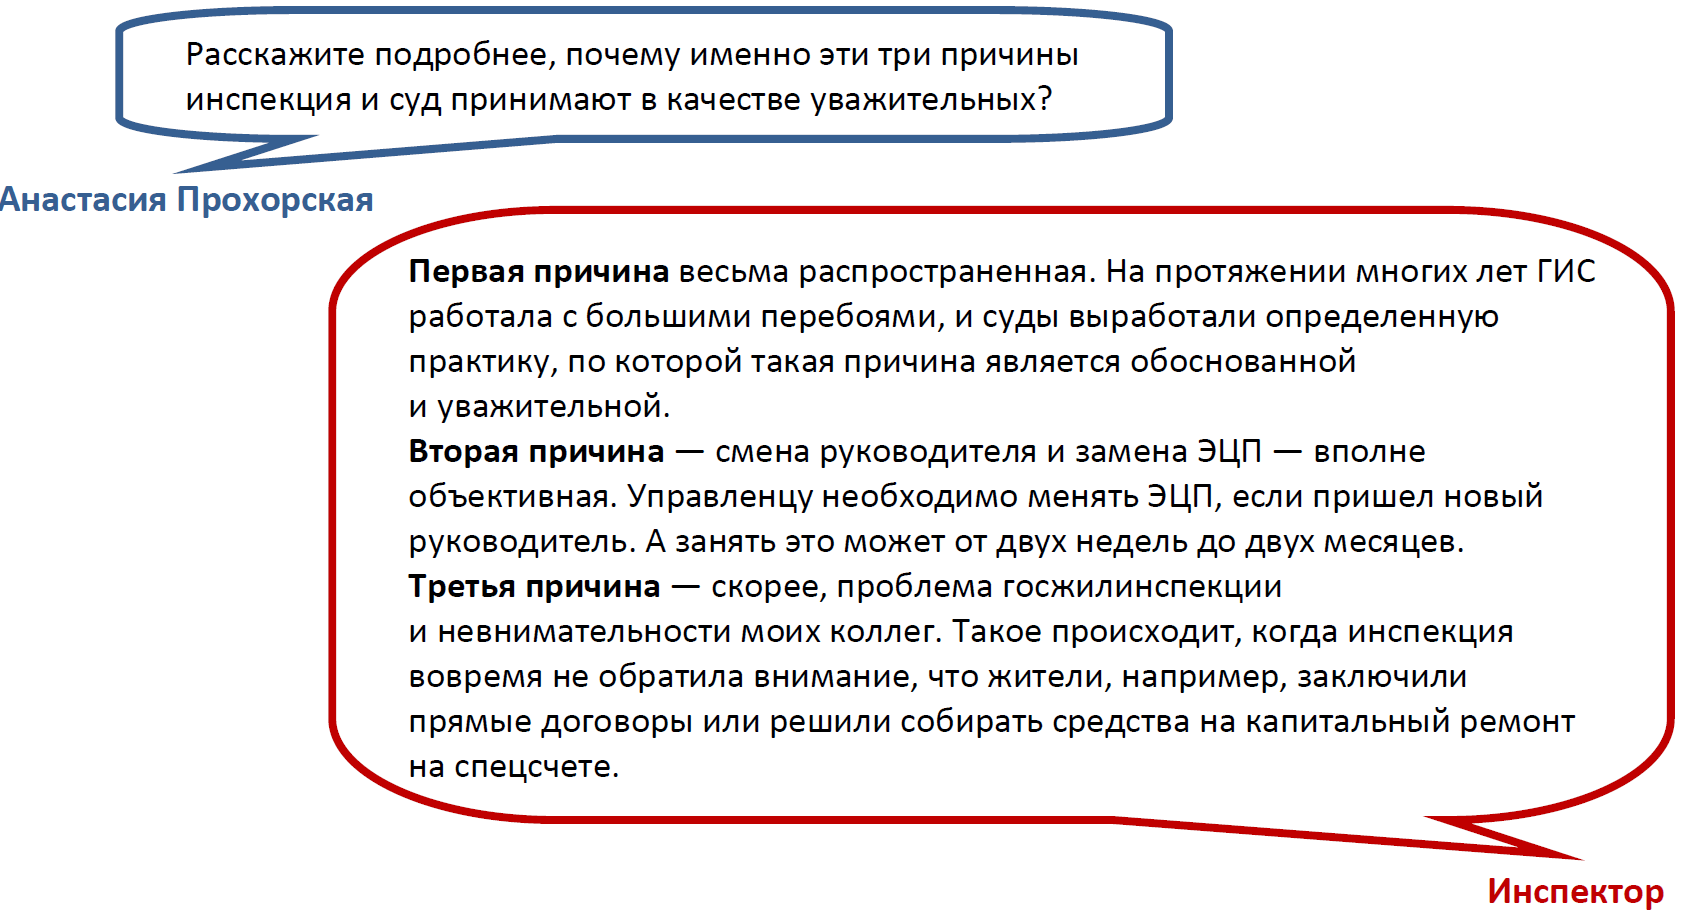 Расскажите подробнее, почему именно эти три причины
инспекция и суд принимают в качестве уважительных?
Анастасия Прохорская
Первая причина весьма распространенная. На протяжении многих лет ГИС
работала с большими перебоями, и суды выработали определенную
практику, по которой такая причина является обоснованной
и уважительной.
Вторая причина — смена руководителя и замена ЭЦП — вполне
объективная. Управленцу необходимо менять ЭЦП, если пришел новый
руководитель. А занять это может от двух недель до двух месяцев.
Третья причина — скорее, проблема госжилинспекции
и невнимательности моих коллег. Такое происходит, когда инспекция
вовремя не обратила внимание, что жители, например, заключили
прямые договоры или решили собирать средства на капитальный ремонт
на спецсчете.
Инспектор